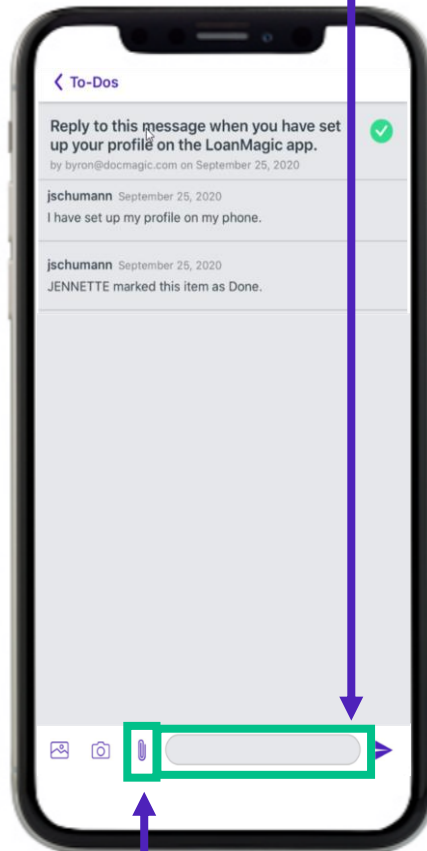 To-Dos
Reply to this message when you have set
up your profile on the LoanMagic app.
by byron@docmagic.com on September 25, 2020
jschumann September 25, 2020
I have set up my profile on my phone.
jschumann September 25, 2020
JENNETTE marked this item as Done.